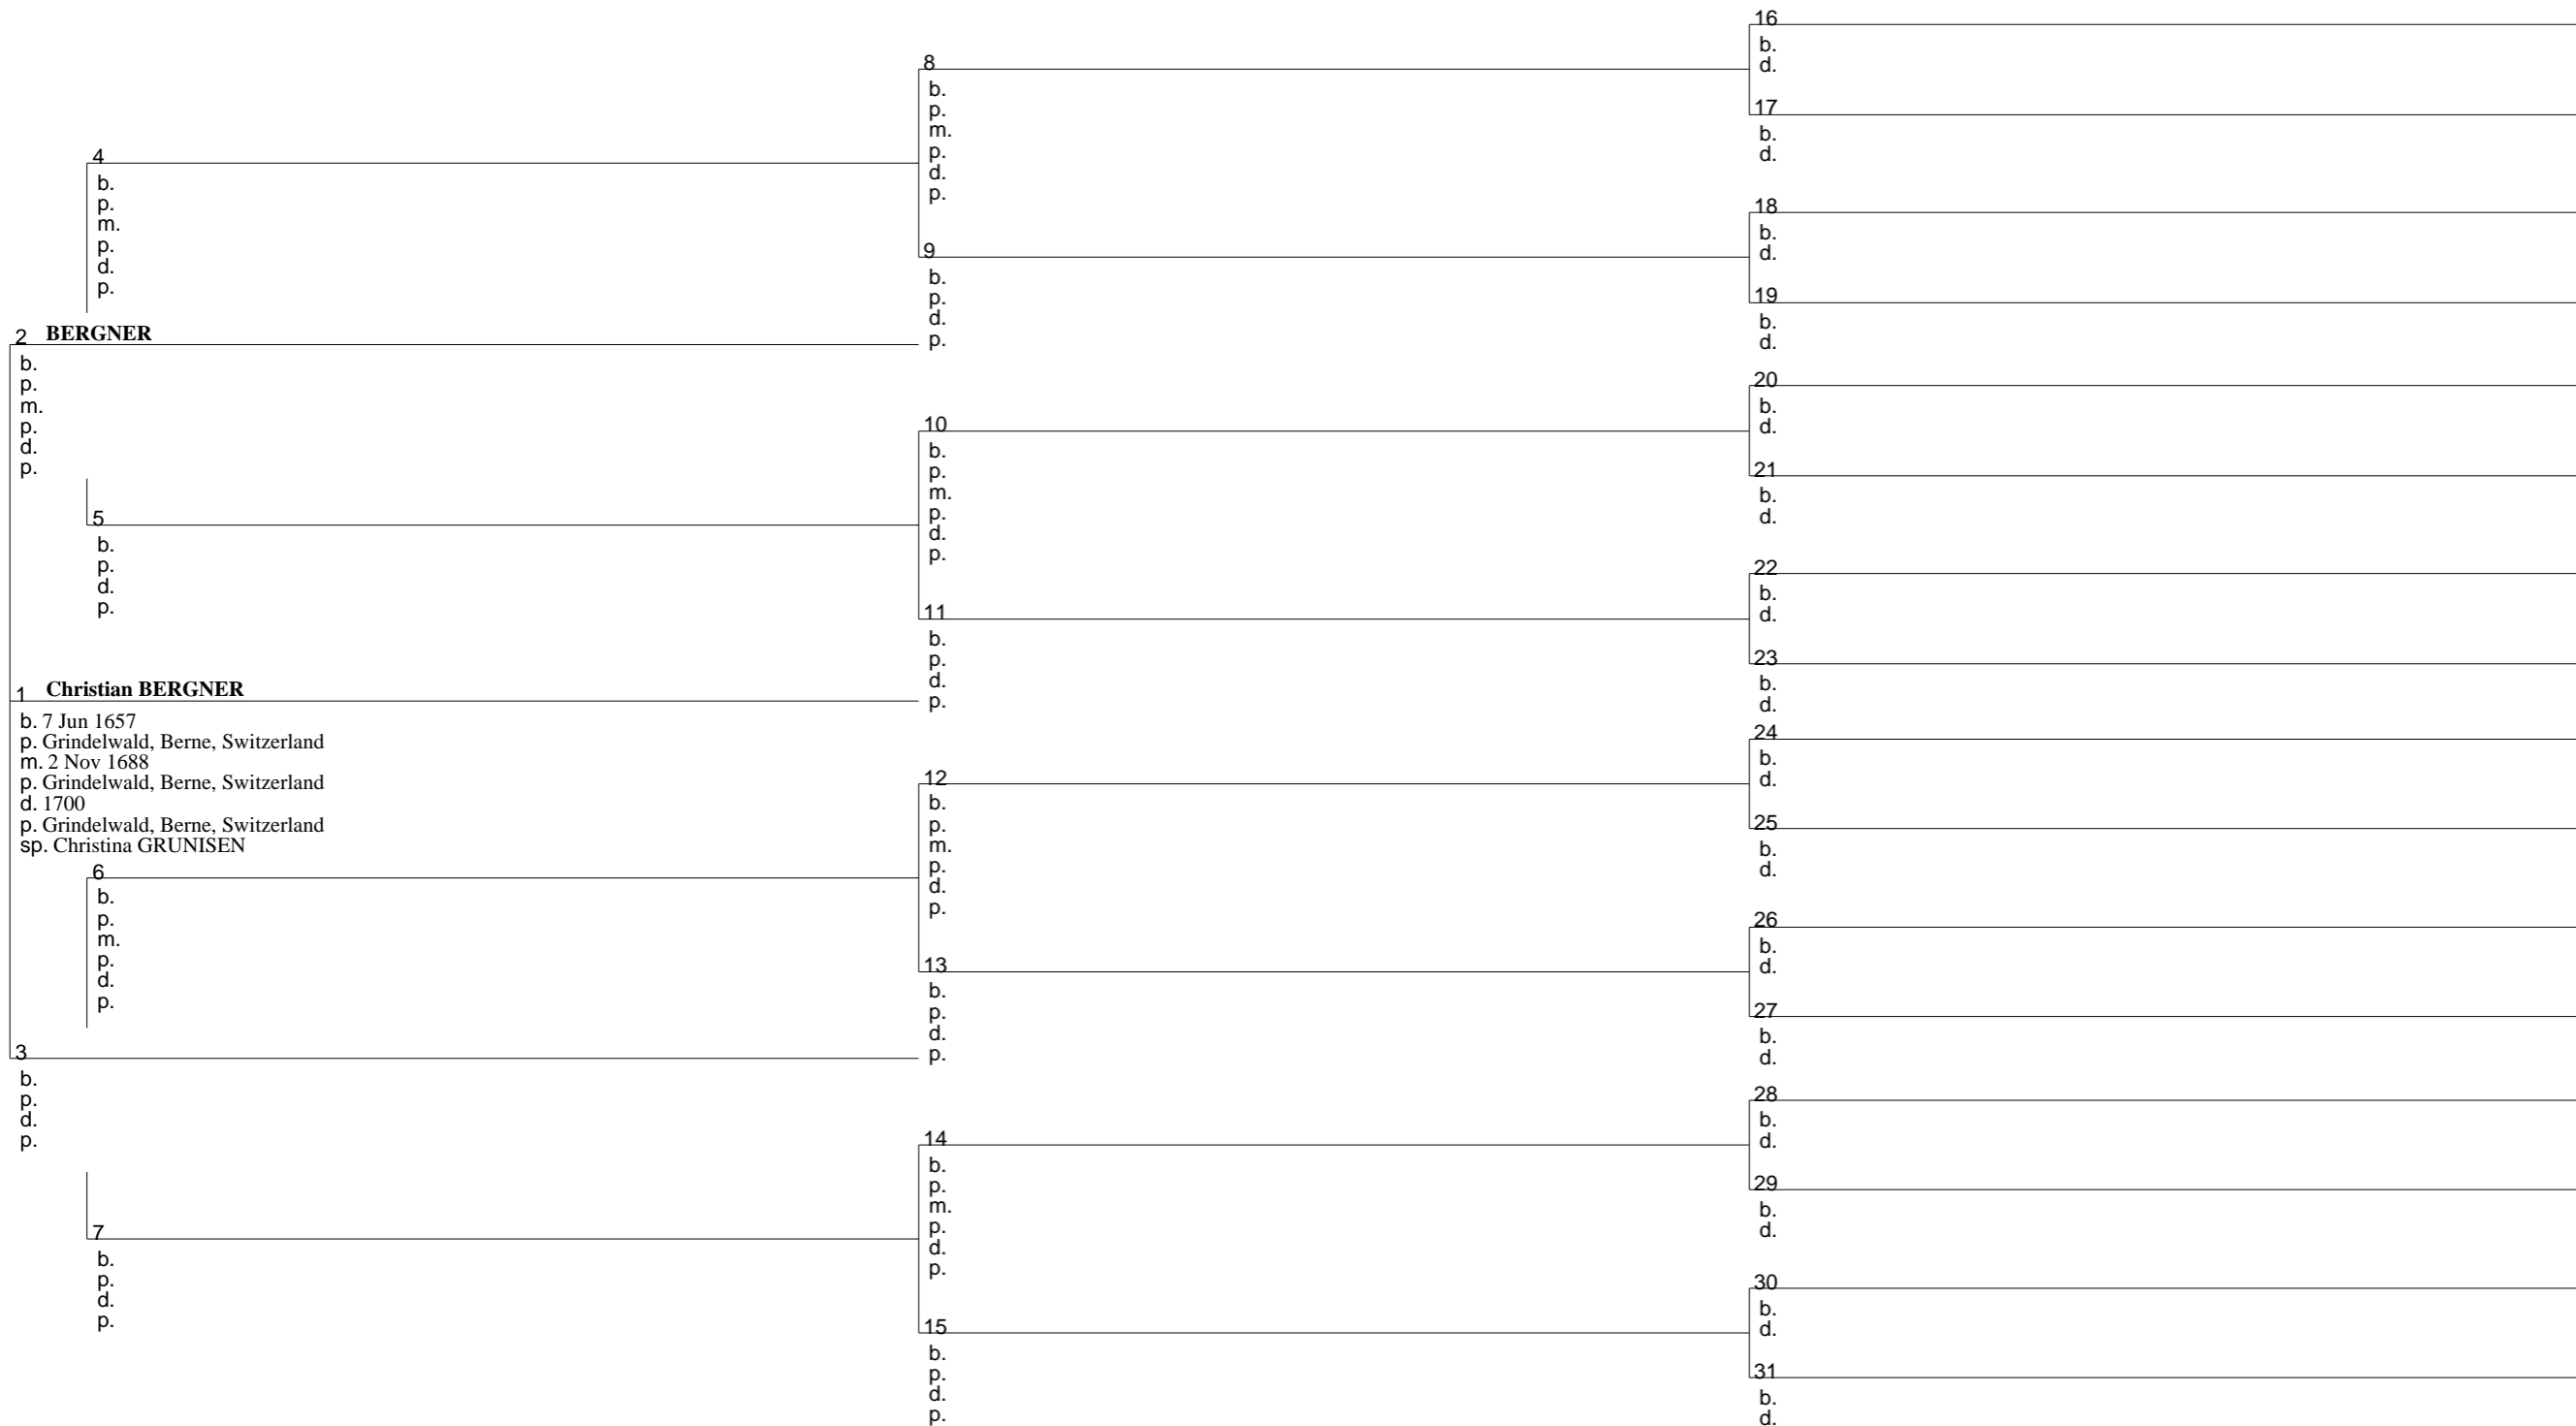 4
b.
p.
m.
p.
d.
p.
2 BERGNER
b.
p.
m.
p.
d.
p.
5
b.
p.
d.
p.
1 Christian BERGNER
b. 7 Jun 1657
p. Grindelwald, Berne, Switzerland
m. 2 Nov 1688
p. Grindelwald, Berne, Switzerland
d. 1700
p. Grindelwald, Berne, Switzerland
sp. Christina GRUNISEN
6
b.
p.
m.
p.
d.
p.
3
b.
p.
d.
p.
7
b.
p.
d.
p.
8
b.
p.
m.
p.
d.
p.
9
b.
p.
d.
p.
10
b.
p.
m.
p.
d.
p.
11
b.
p.
d.
p.
12
b.
p.
m.
p.
d.
p.
13
b.
p.
d.
p.
14
b.
p.
m.
p.
d.
p.
15
b.
p.
d.
p.
16
b.
d.
17
b.
d.
18
b.
d.
19
b.
d.
20
b.
d.
21
b.
d.
22
b.
d.
23
b.
d.
24
b.
d.
25
b.
d.
26
b.
d.
27
b.
d.
28
b.
d.
29
b.
d.
30
b.
d.
31
b.
d.